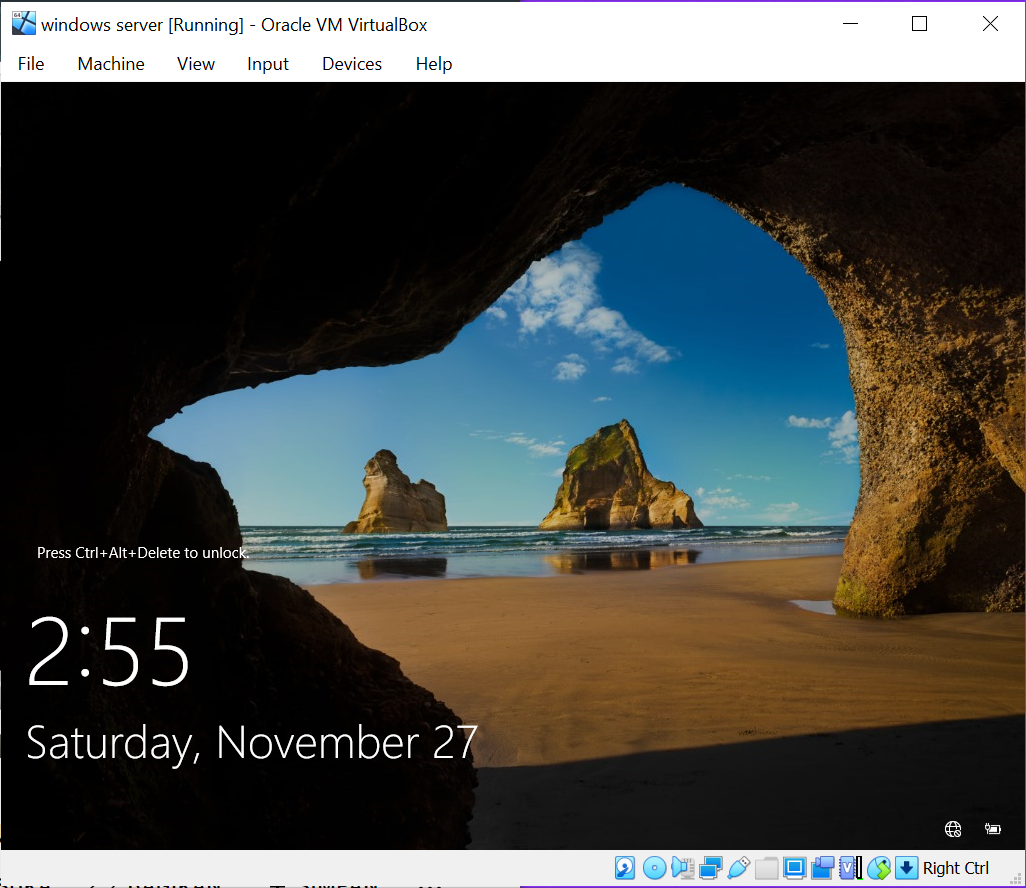 windows server [Running] - Oracle VM VirtualBox
File Machine View Input Devices Help
Press Ctrl+Alt+Delete to unlock.
2:55
Saturday, November 27
Right Ctrl